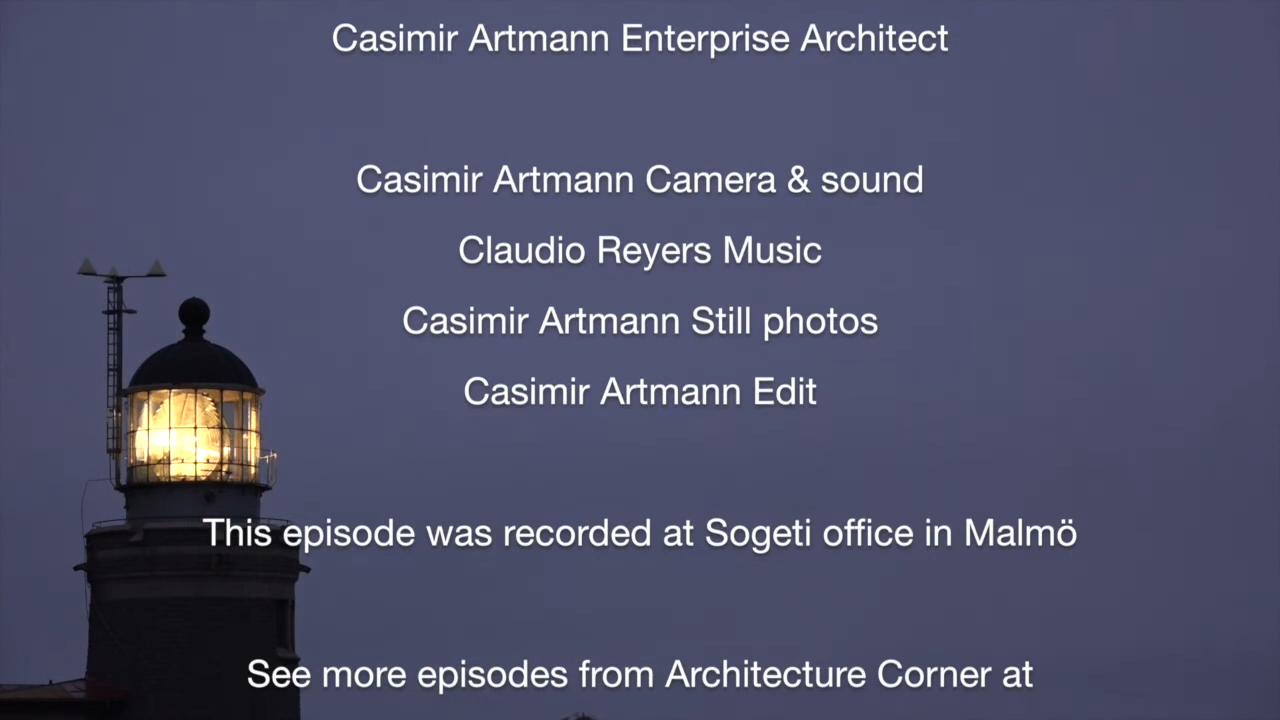 Casimir Artmann Enterprise Architect
Casimir Artmann Camera & sound
Claudio Reyers Music
Casimir Artmann Still photos
Casimir Artmann Edit
This episode was recorded at Sogeti office in Malmö
See more episodes from Architecture Corner at